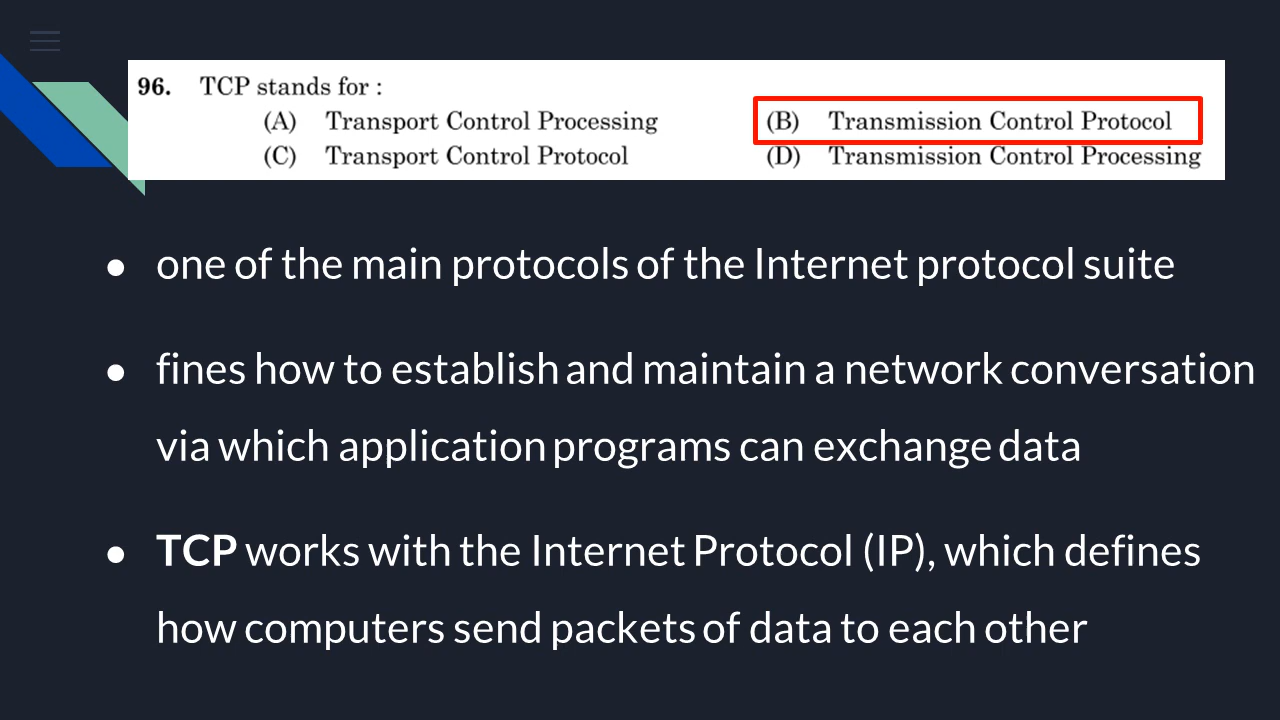 96. TCP stands for :
(A) Transport Control Processing (B) Transmission Control Protocol
(C) Transport Control Protocol (D) Transmission Control Processing
● one of the main protocols of the Internet protocol suite
● fines how to establish and maintain a network conversation
via which application programs can exchange data
● TCP works with the Internet Protocol (IP), which defines
how computers send packets of data to each other